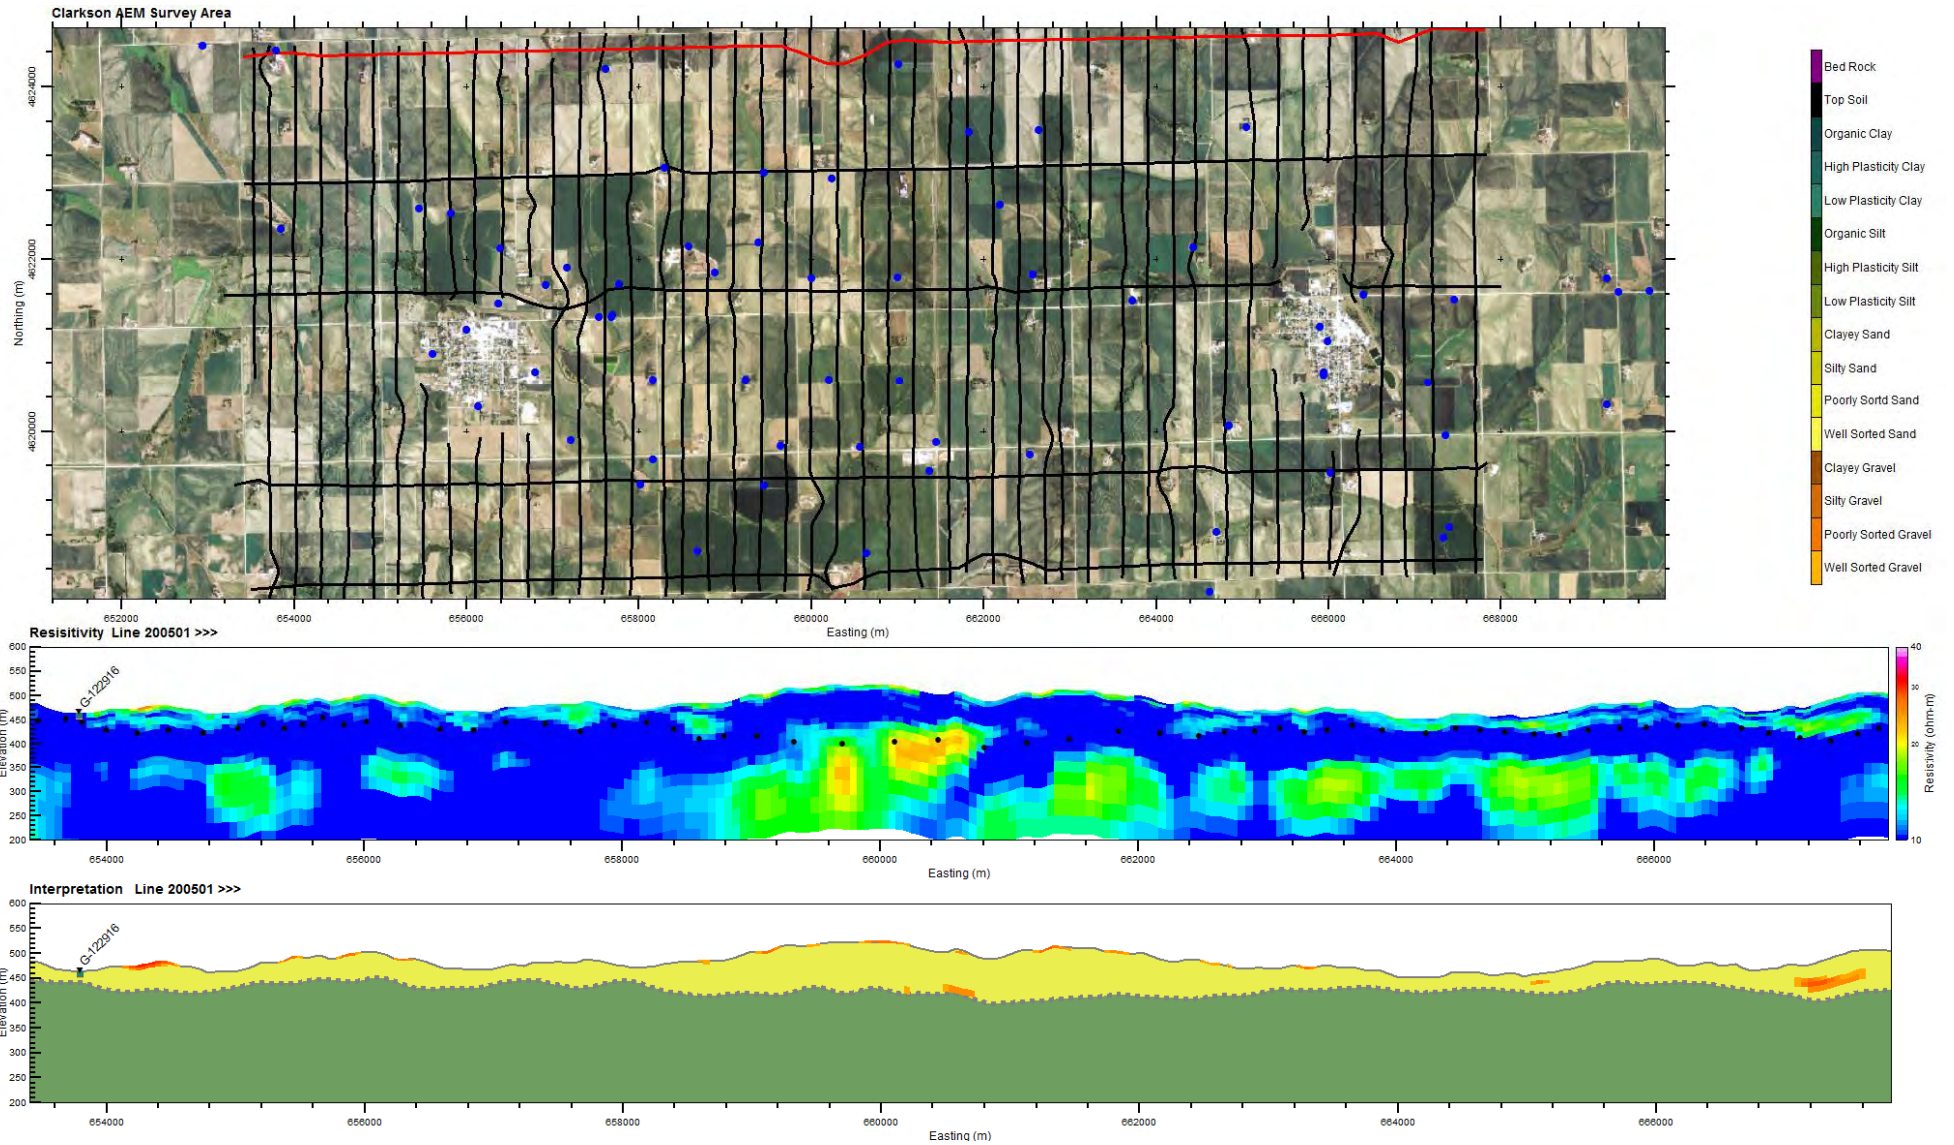 Clarkson AEM Survey Area
4624000
4622000
4620000
Northing (m)
652000 654000 656000 658000 660000 662000 664000 666000 668000
Easting (m)
Bed Rock
Top Soil
Organic Clay
High Plasticity Clay
Low Plasticity Clay
Organic Silt
High Plasticity Silt
Low Plasticity Silt
Clayey Sand
Silty Sand
Poorly Sortd Sand
Well Sorted Sand
Clayey Gravel
Silty Gravel
Poorly Sorted Gravel
Well Sorted Gravel
Resisitivity Line 200501 >>>
600
550
500
450
400
350
300
250
200
Elevation (m)
G-122916
654000 656000 658000 660000 662000 664000 666000
Easting (m)
40
30
20
10
Resisrivity (ohm-m)
Interpretation Line 200501 >>>
600
550
500
450
400
350
300
250
200
Elevation (m)
G-122916
654000 656000 658000 660000 662000 664000 666000
Easting (m)